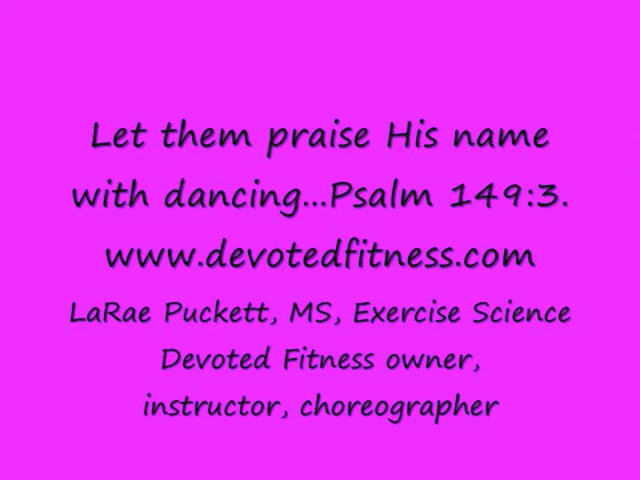 Let them praise His name
with dancing...Psalm 149:3.
www.devotedfitness.com
LaRae Puckett, MS, Exercise Science
Devoted Fitness owner,
instructor, choreographer